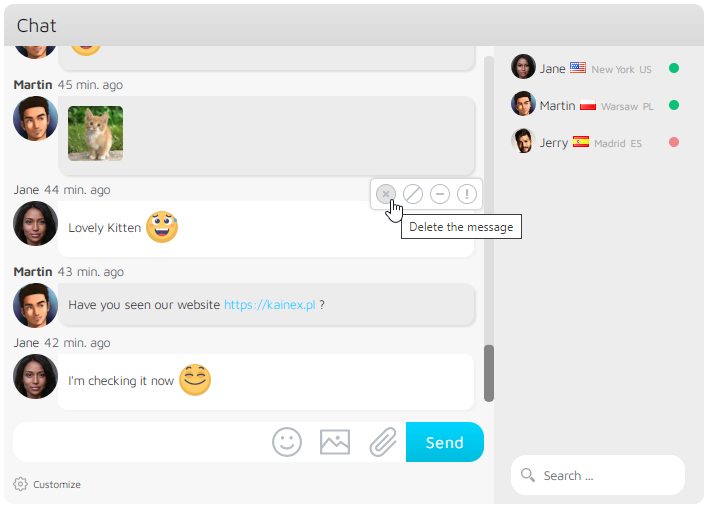 Chat
Martin 45 min. ago
Jane 44 min. ago
Lovely Kitten
Delete the message
Martin 43 min. ago
Have you seen our website https://kainex.pl ?
Jane 42 min. ago
I'm checking it now
Send
Customize
Jane New York US
Martin Warsaw PL
Jerry Madrid ES
Search ...